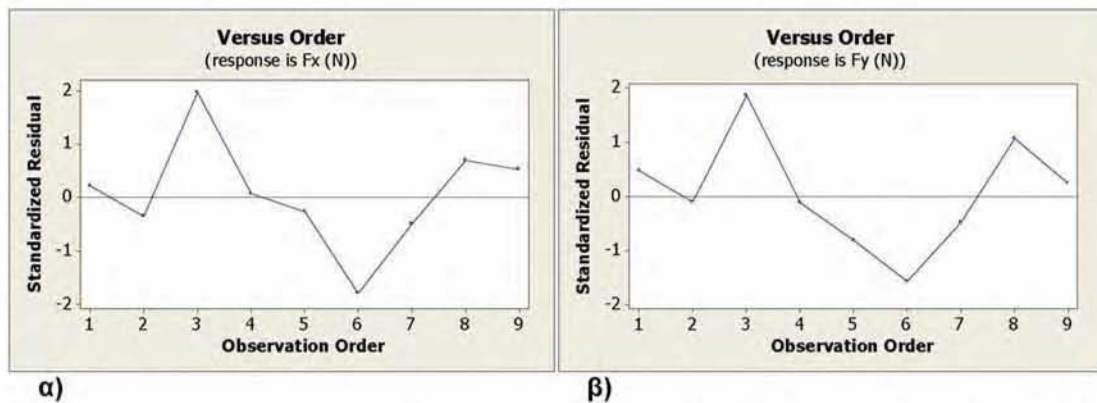 Versus Order
(response is Fx (N))
Standardized Residual
2
1
0
-1
-2
1 2 3 4 5 6 7 8 9
Observation Order
α)
Versus Order
(response is Fy (N))
Standardized Residual
2
1
0
-1
-2
1 2 3 4 5 6 7 8 9
Observation Order
β)